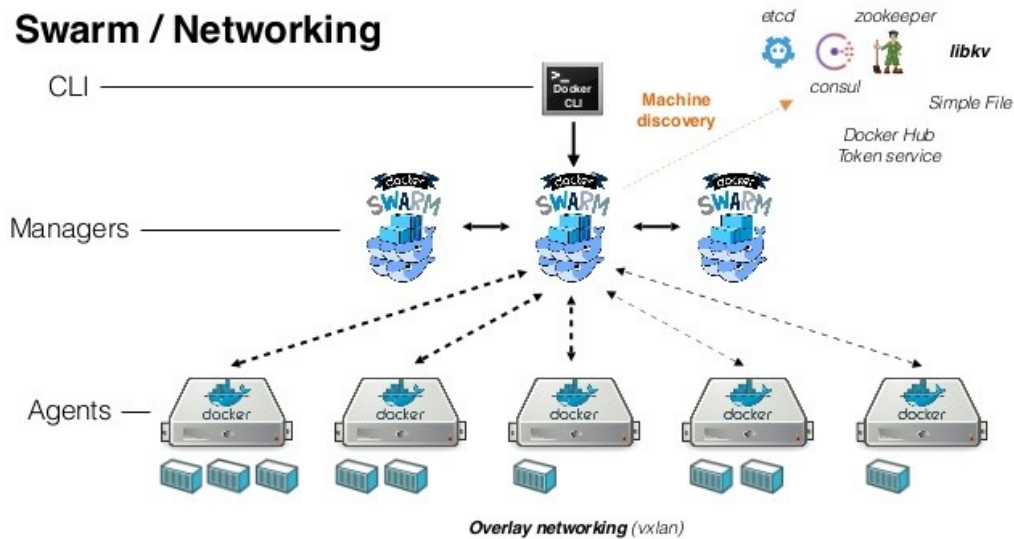 Swarm / Networking
etcd
zookeeper
libkv
consul
Simple File
Docker Hub
Token service
CLI
>_
Docker
CLI
Machine
discovery
Managers
docker
SWARM
docker
SWARM
docker
SWARM
Agents
docker
docker
docker
docker
docker
Overlay networking (vxlan)